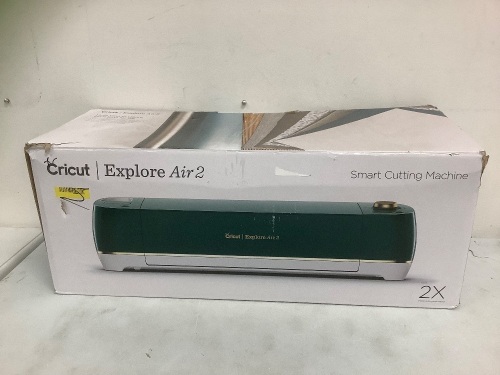 Cricut | Explore Air 2
Smart Cutting Machine
Cricut | Explore Air 2
2X